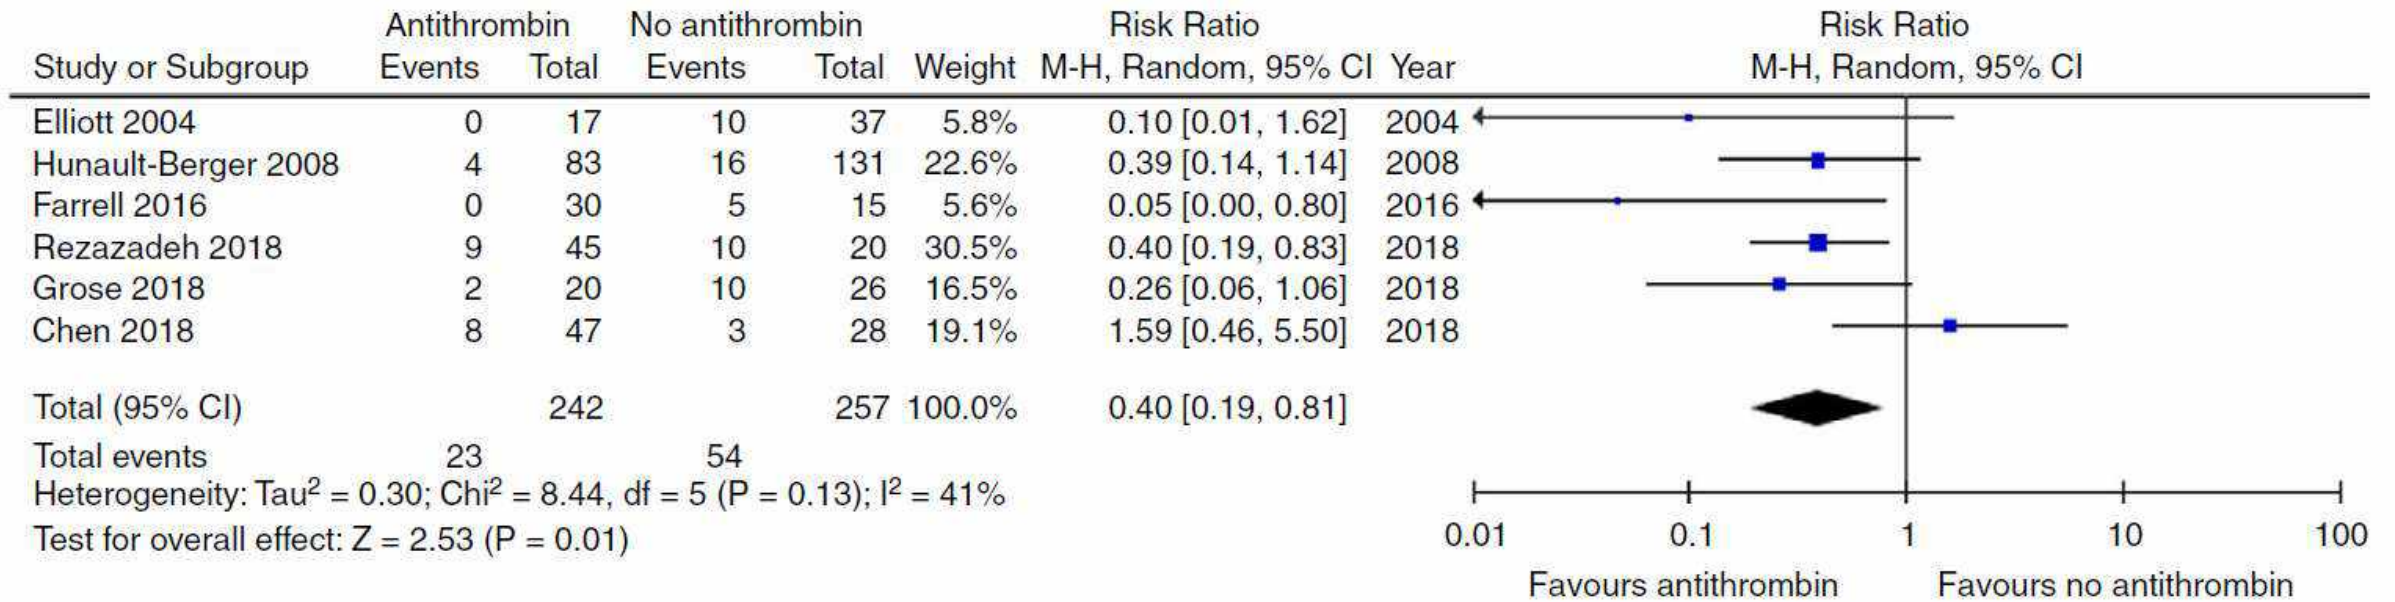 Antithrombin No antithrombin Risk Ratio Risk Ratio
Study or Subgroup Events Total Events Total Weight M-H, Random, 95% CI Year M-H, Random, 95% CI
Elliott 2004 0 17 10 37 5.8% 0.10 [0.01, 1.62] 2004
Hunault-Berger 2008 4 83 16 131 22.6% 0.39 [0.14, 1.14] 2008
Farrell 2016 0 30 5 15 5.6% 0.05 [0.00, 0.80] 2016
Rezazadeh 2018 9 45 10 20 30.5% 0.40 [0.19, 0.83] 2018
Grose 2018 2 20 10 26 16.5% 0.26 [0.06, 1.06] 2018
Chen 2018 8 47 3 28 19.1% 1.59 [0.46, 5.50] 2018
Total (95% CI) 242 257 100.0% 0.40 [0.19, 0.81]
Total events 23 54
Heterogeneity: Tau² = 0.30; Chi² = 8.44, df = 5 (P = 0.13); I² = 41%
Test for overall effect: Z = 2.53 (P = 0.01)
0.01 0.1 1 10 100
Favours antithrombin Favours no antithrombin